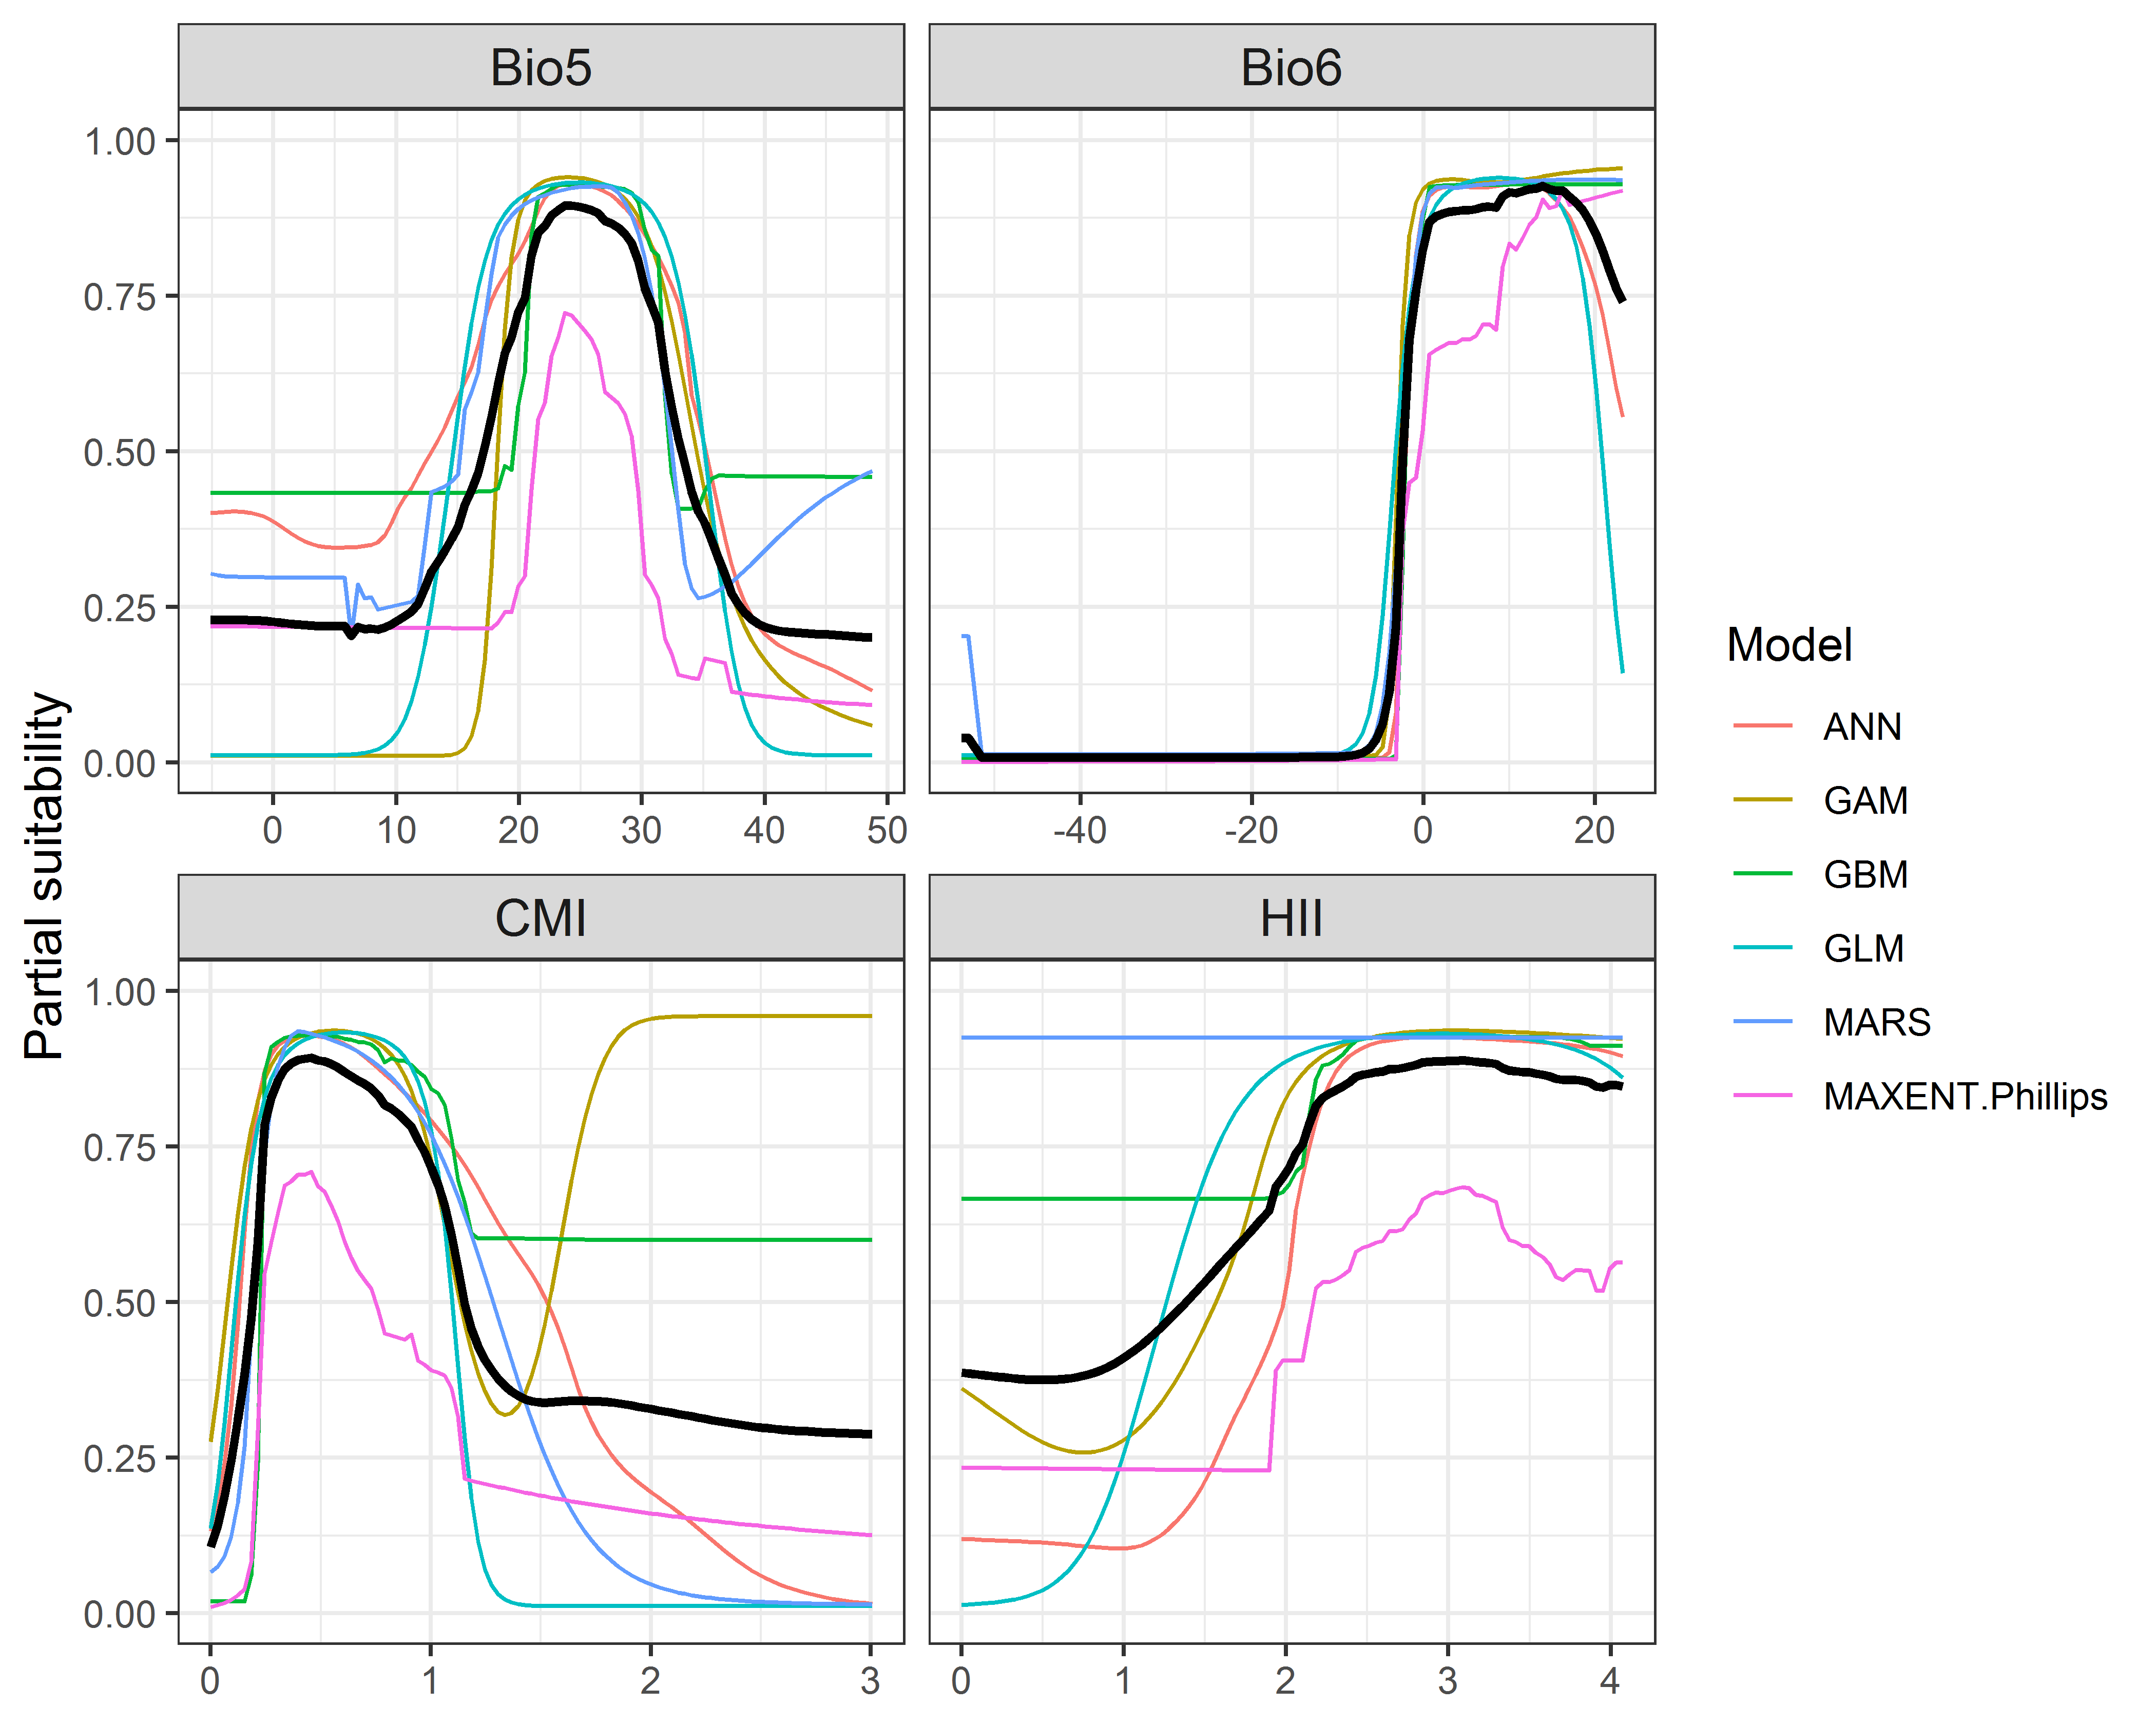 Bio5
Bio6
1.00
0.75
0.50
0.25
0.00
0 10 20 30 40 50
-40 -20 0 20
CMI
HII
1.00
0.75
0.50
0.25
0.00
0 1 2 3
0 1 2 3 4
Partial suitability
Model
ANN
GAM
GBM
GLM
MARS
MAXENT.Phillips